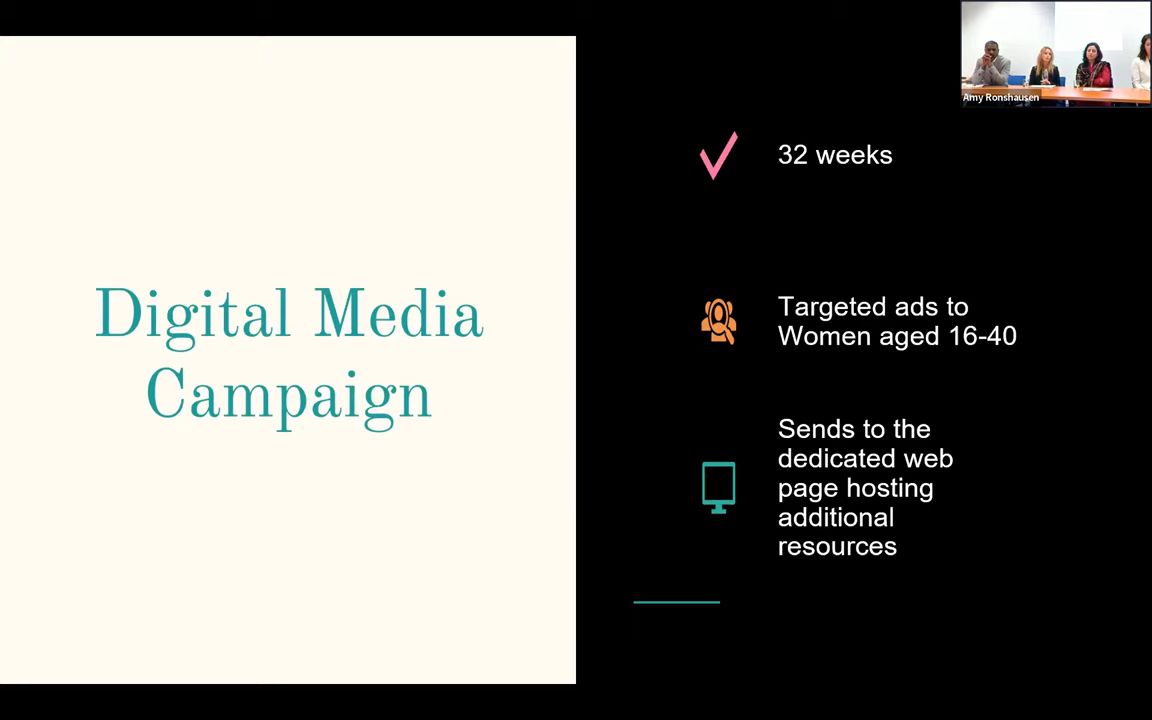 Digital Media
Campaign
32 weeks
Targeted ads to
Women aged 16-40
Sends to the
dedicated web
page hosting
additional
resources
Amy Ronshausen